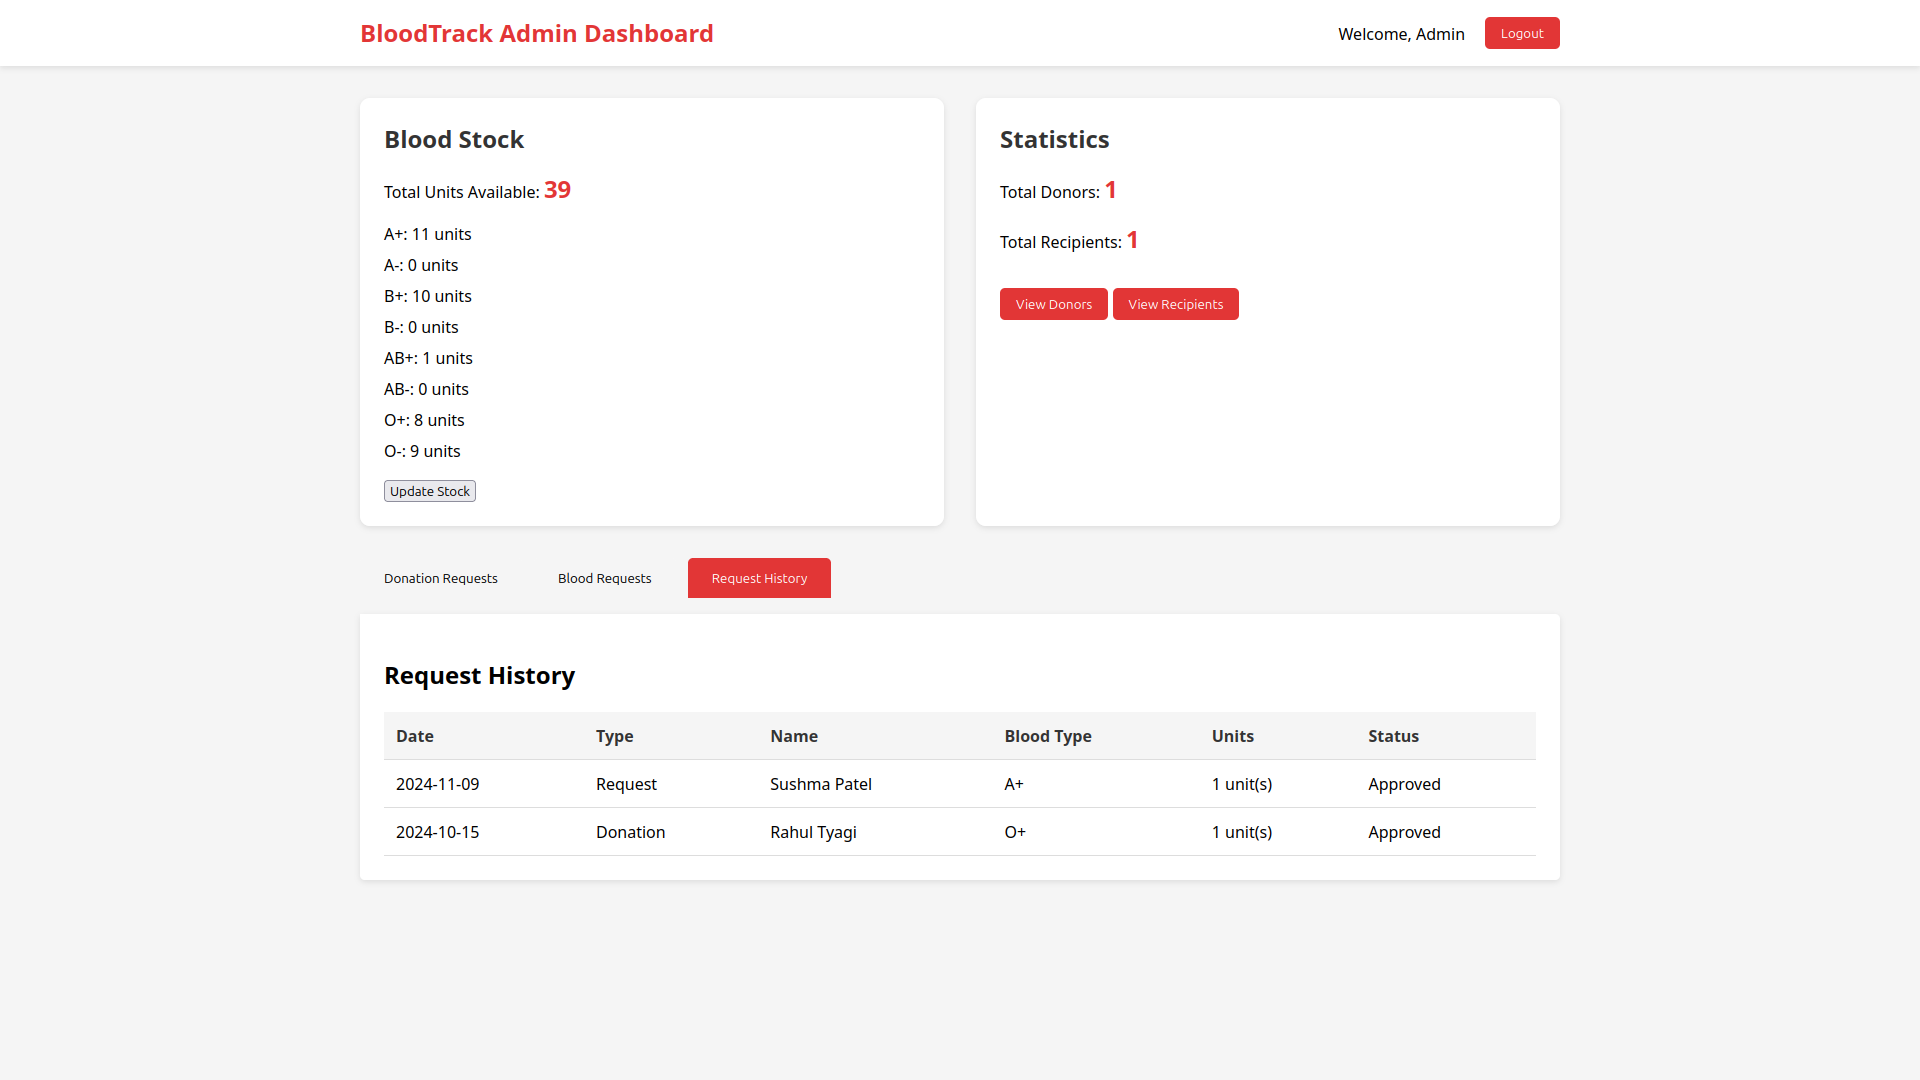 BloodTrack Admin Dashboard
Welcome, Admin
Logout
Blood Stock
Total Units Available: 39
A+: 11 units
A-: 0 units
B+: 10 units
B-: 0 units
AB+: 1 units
AB-: 0 units
O+: 8 units
O-: 9 units
Update Stock
Statistics
Total Donors: 1
Total Recipients: 1
View Donors View Recipients
Donation Requests Blood Requests Request History
Request History
Date Type Name Blood Type Units Status
2024-11-09 Request Sushma Patel A+ 1 unit(s) Approved
2024-10-15 Donation Rahul Tyagi O+ 1 unit(s) Approved